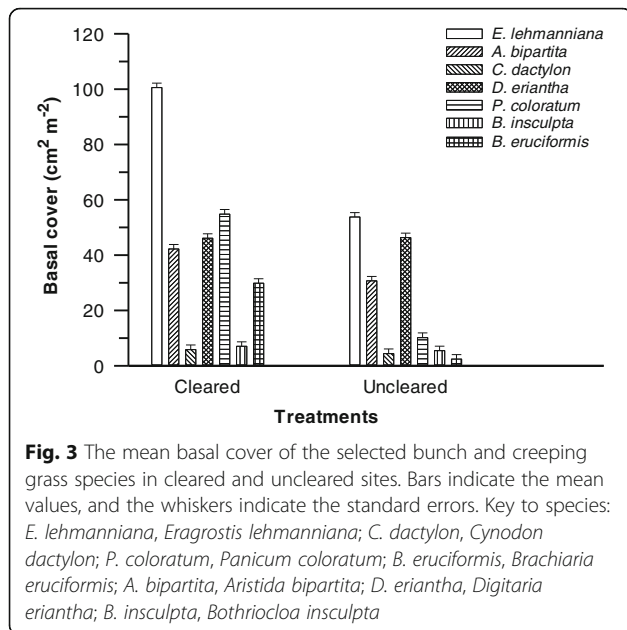 120
100
80
60
40
20
0
Basal cover (cm² m⁻²)
E. lehmanniana
A. bipartita
C. dactylon
D. eriantha
P. coloratum
B. insculpta
B. eruciformis
Cleared
Uncleared
Treatments
Fig. 3 The mean basal cover of the selected bunch and creeping
grass species in cleared and uncleared sites. Bars indicate the mean
values, and the whiskers indicate the standard errors. Key to species:
E. lehmanniana, Eragrostis lehmanniana; C. dactylon, Cynodon
dactylon; P. coloratum, Panicum coloratum; B. eruciformis, Brachiaria
eruciformis; A. bipartita, Aristida bipartita; D. eriantha, Digitaria
eriantha; B. insculpta, Bothriocloa insculpta